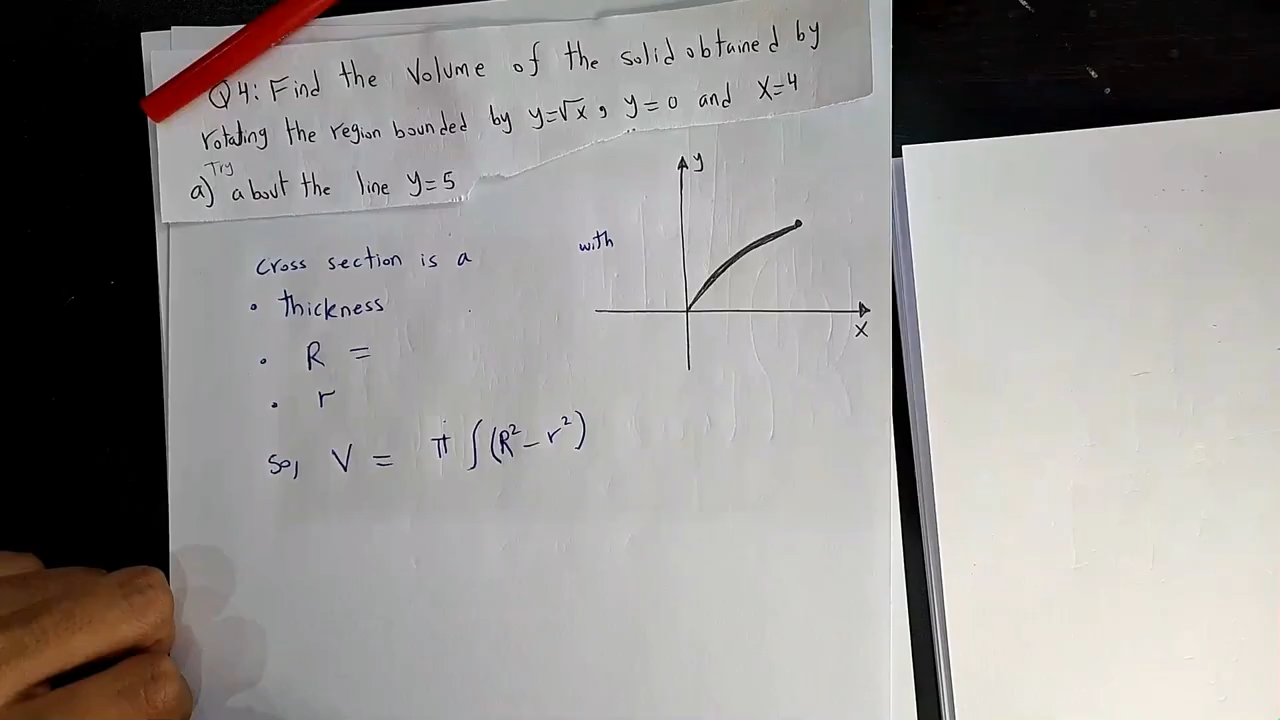 Q4: Find the Volume of the solid obtained by
rotating the region bounded by y=√x, y=0 and X=4
Try
a) about the line y=5
cross section is a with
• thickness
• R =
• r
So, V = π ∫(R² - r²)
y
x